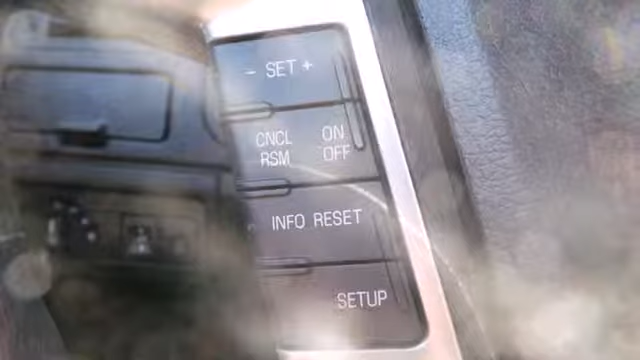 - SET +
CNCL ON
RSM OFF
INFO RESET
SETUP